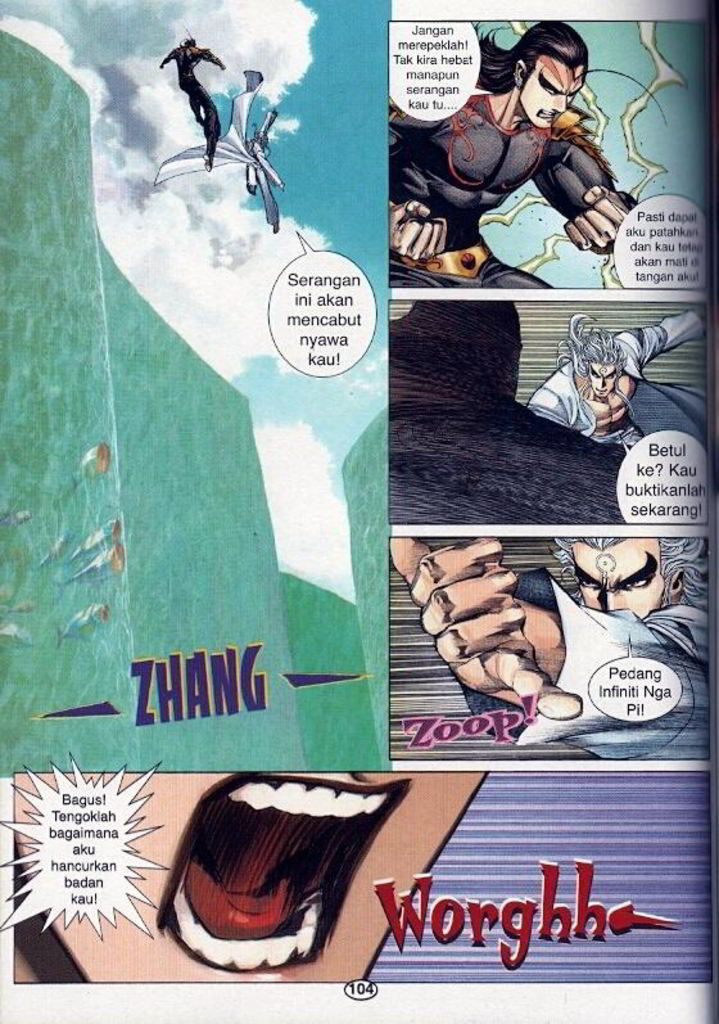 Serangan
ini akan
mencabut
nyawa
kau!
ZHANG
Jangan
merepeklah!
Tak kira hebat
manapun
serangan
kau tu....
Pasti dapat
aku patahkan
dan kau tetap
akan mati di
tangan aku!
Betul
ke? Kau
buktikanlah
sekarang!
Pedang
Infiniti Nga
Pi!
Zoop!
Bagus!
Tengoklah
bagaimana
aku
hancurkan
badan
kau!
Worghh
104